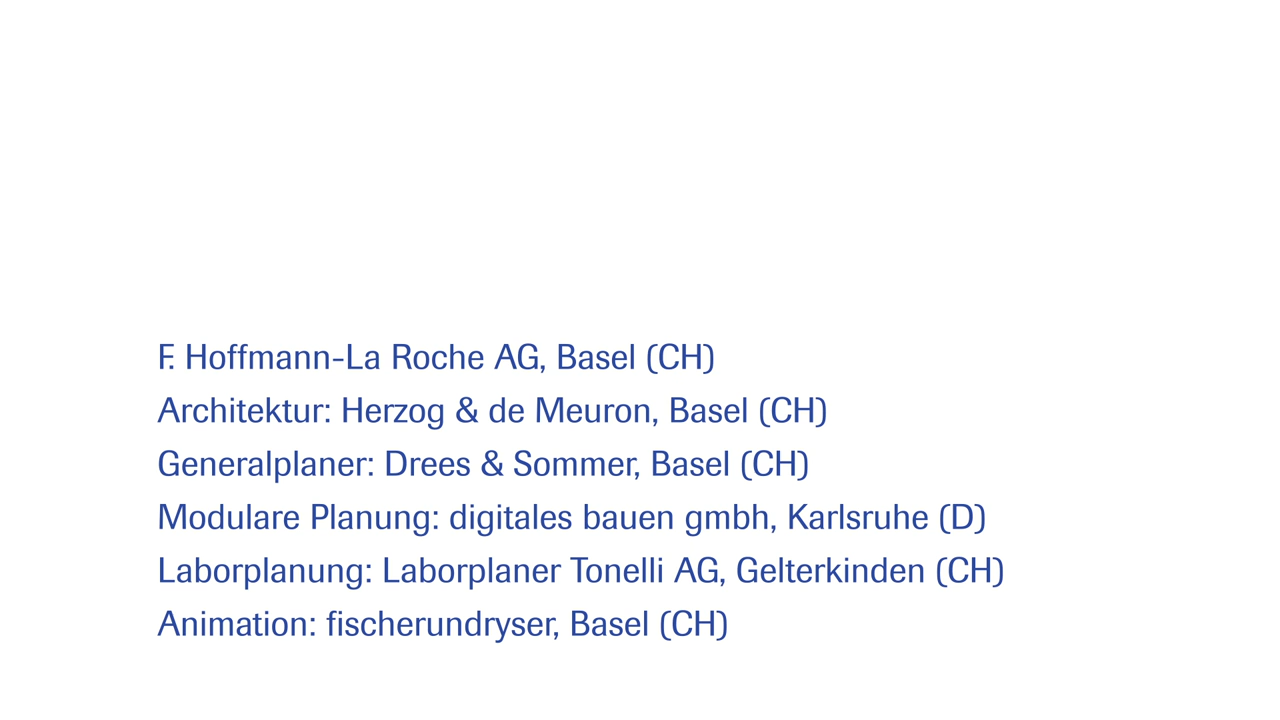 F. Hoffmann-La Roche AG, Basel (CH)
Architektur: Herzog & de Meuron, Basel (CH)
Generalplaner: Drees & Sommer, Basel (CH)
Modulare Planung: digitales bauen gmbh, Karlsruhe (D)
Laborplanung: Laborplaner Tonelli AG, Gelterkinden (CH)
Animation: fischerundryser, Basel (CH)